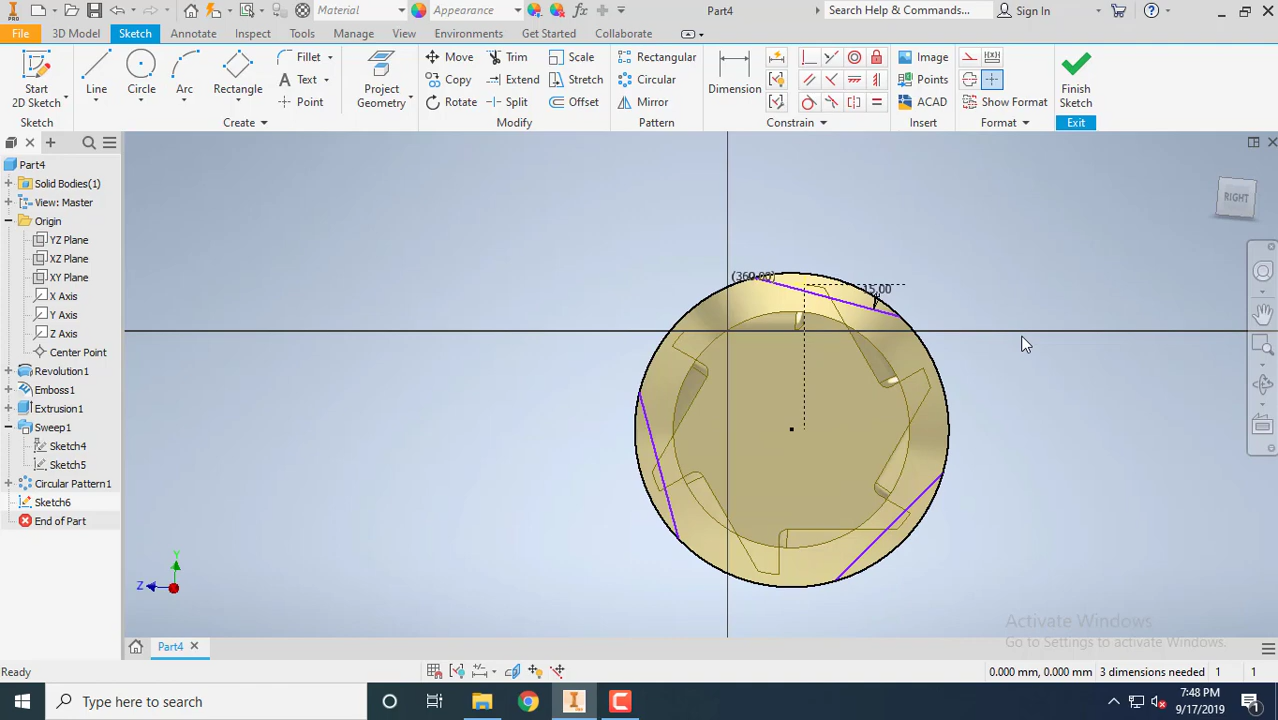 Material
Appearance
Part4
Search Help & Commands...
Sign In
File
3D Model
Sketch
Annotate
Inspect
Tools
Manage
View
Environments
Get Started
Collaborate
Start
2D Sketch
Line
Circle
Arc
Rectangle
Fillet
Text
Point
Project
Geometry
Move
Copy
Rotate
Trim
Extend
Split
Scale
Stretch
Offset
Rectangular
Circular
Mirror
Dimension
Image
Points
ACAD
Show Format
Finish
Sketch
Sketch
Create
Modify
Pattern
Constrain
Insert
Format
Exit
Part4
Solid Bodies(1)
View: Master
Origin
YZ Plane
XZ Plane
XY Plane
X Axis
Y Axis
Z Axis
Center Point
Revolution1
Emboss1
Extrusion1
Sweep1
Sketch4
Sketch5
Circular Pattern1
Sketch6
End of Part
RIGHT
(360.00)
15.00
Y
Z
Activate Windows
Go to Settings to activate Windows.
Part4
Ready
0.000 mm, 0.000 mm
3 dimensions needed
1
1
Type here to search
7:48 PM
9/17/2019